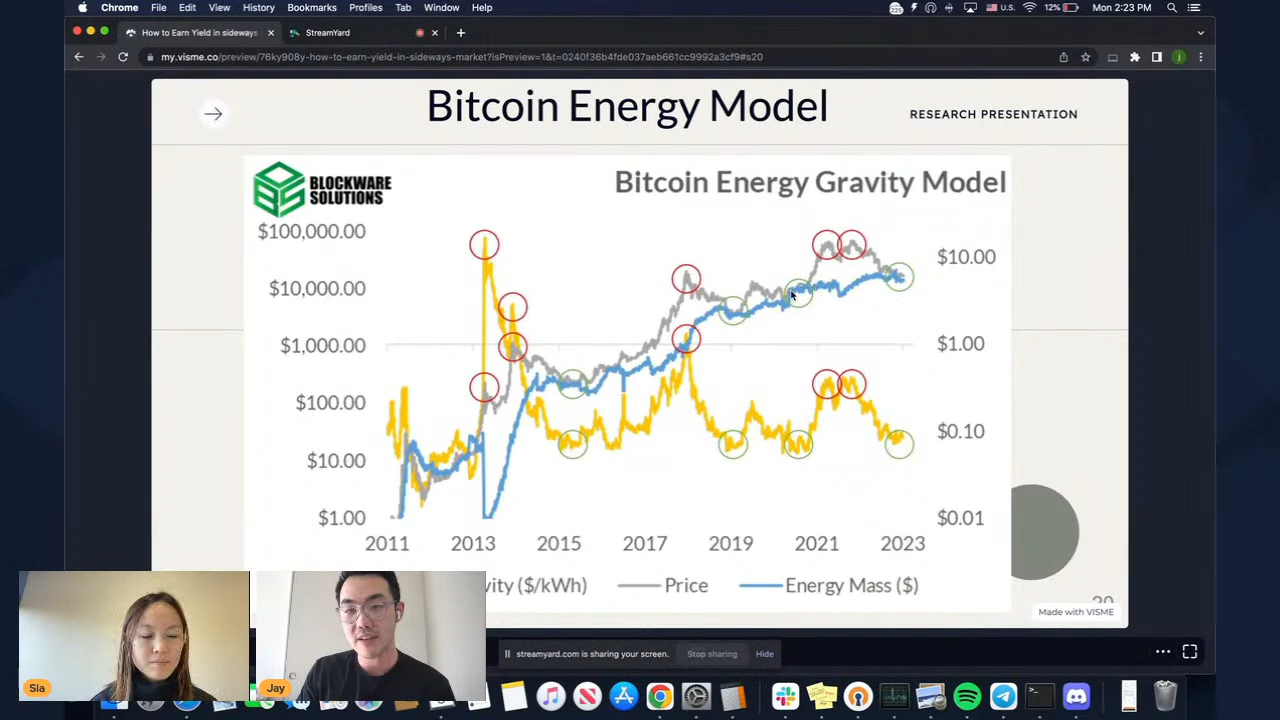 Chrome File Edit View History Bookmarks Profiles Tab Window Help
225
U.S.
12%
Mon 2:23 PM
How to Earn Yield in sideways
StreamYard
my.visme.co/preview/76ky908y-how-to-earn-yield-in-sideways-market?isPreview=1&t=0240f36b4fde037aeb661cc9992a3cf9#s20
Bitcoin Energy Model
RESEARCH PRESENTATION
BLOCKWARE
SOLUTIONS
Bitcoin Energy Gravity Model
$100,000.00
$10,000.00
$1,000.00
$100.00
$10.00
$1.00
$10.00
$1.00
$0.10
$0.01
2011 2013 2015 2017 2019 2021 2023
vity ($/kWh) Price Energy Mass ($)
Made with VISME
streamyard.com is sharing your screen. Stop sharing Hide
Sia
Jay